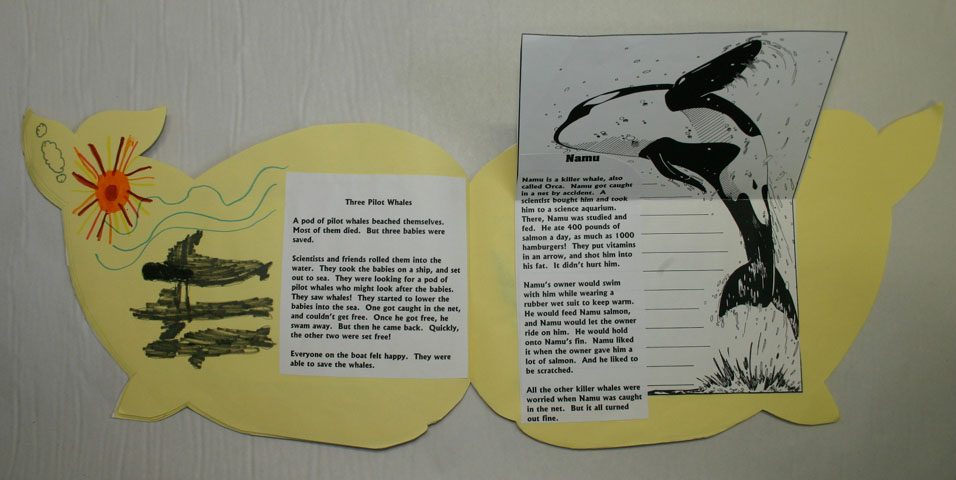 Three Pilot Whales
A pod of pilot whales beached themselves.
Most of them died. But three babies were
saved.
Scientists and friends rolled them into the
water. They took the babies on a ship, and set
out to sea. They were looking for a pod of
pilot whales who might look after the babies.
They saw whales! They started to lower the
babies into the sea. One got caught in the net,
and couldn't get free. Once he got free, he
swam away. But then he came back. Quickly,
the other two were set free!
Everyone on the boat felt happy. They were
able to save the whales.
Namu
Namu is a killer whale, also
called Orca. Namu got caught
in a net by accident. A
scientist bought him and took
him to a science aquarium.
There, Namu was studied and
fed. He ate 400 pounds of
salmon a day, as much as 1000
hamburgers! They put vitamins
in an arrow, and shot him into
his fat. It didn't hurt him.
Namu's owner would swim
with him while wearing a
rubber wet suit to keep warm.
He would feed Namu salmon,
and Namu would let the owner
ride on him. He would hold
onto Namu's fin. Namu liked
it when the owner gave him a
lot of salmon. And he liked to
be scratched.
All the other killer whales were
worried when Namu was caught
in the net. But it all turned
out fine.